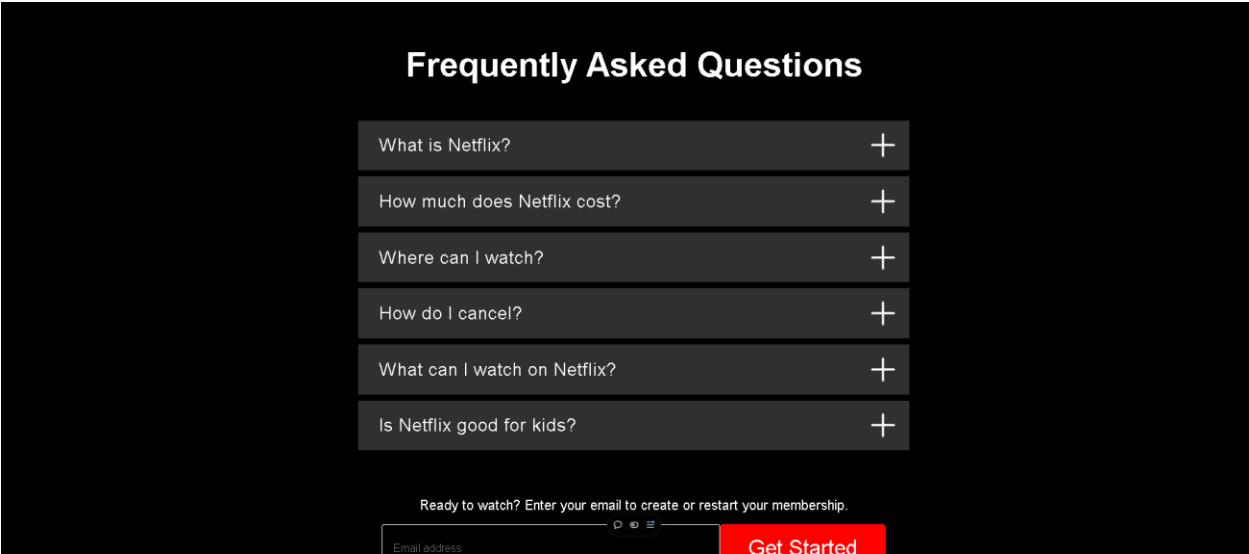 Frequently Asked Questions
What is Netflix?
How much does Netflix cost?
Where can I watch?
How do I cancel?
What can I watch on Netflix?
Is Netflix good for kids?
Ready to watch? Enter your email to create or restart your membership.
Email address
Get Started